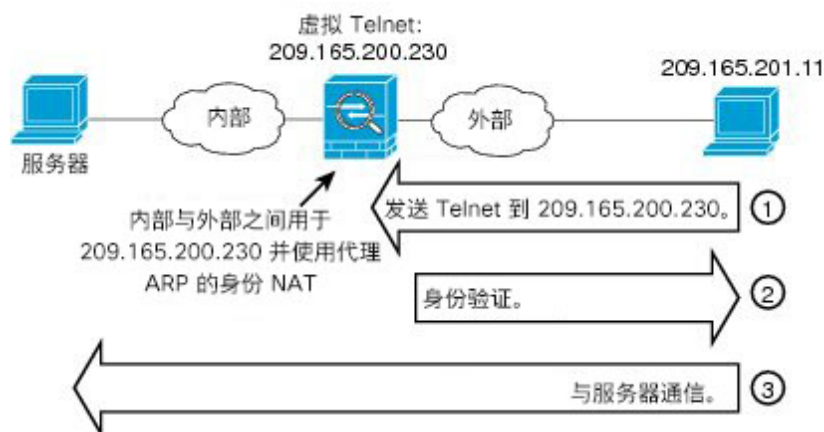 虚拟 Telnet:
209.165.200.230
209.165.201.11
内部
外部
服务器
内部与外部之间用于
209.165.200.230 并使用代理
ARP 的身份 NAT
发送 Telnet 到 209.165.200.230。
1
身份验证。
2
与服务器通信。
3